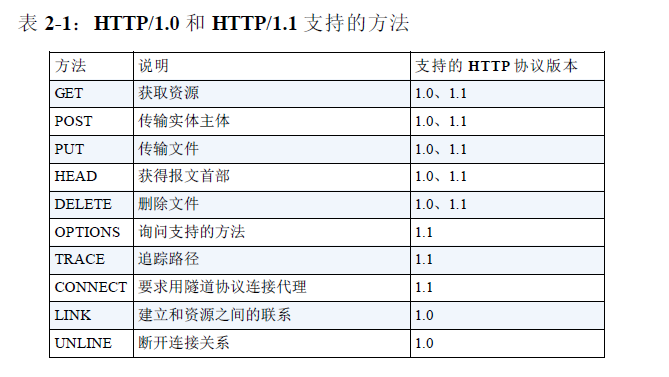 表 2-1：HTTP/1.0 和 HTTP/1.1 支持的方法
方法 说明 支持的 HTTP 协议版本
GET 获取资源 1.0、1.1
POST 传输实体主体 1.0、1.1
PUT 传输文件 1.0、1.1
HEAD 获得报文首部 1.0、1.1
DELETE 删除文件 1.0、1.1
OPTIONS 询问支持的方法 1.1
TRACE 追踪路径 1.1
CONNECT 要求用隧道协议连接代理 1.1
LINK 建立和资源之间的联系 1.0
UNLINE 断开连接关系 1.0